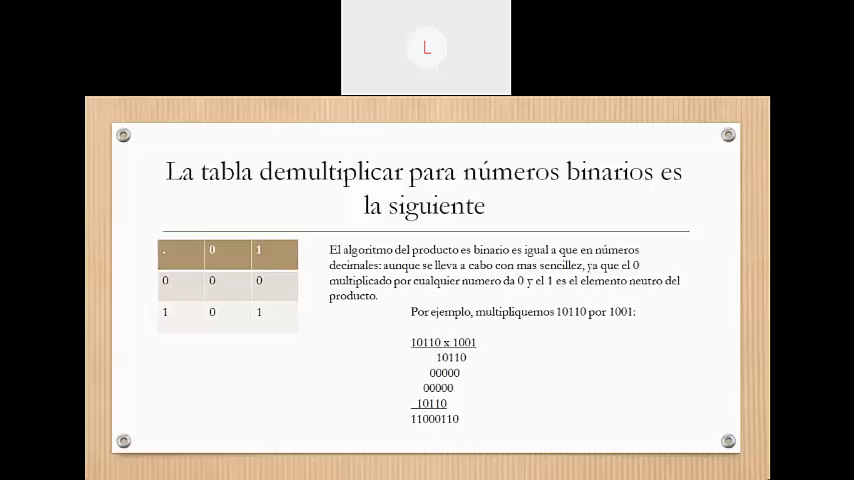 L
La tabla demultiplicar para números binarios es
la siguiente
. 0 1
0 0 0
1 0 1
El algoritmo del producto es binario es igual a que en números
decimales: aunque se lleva a cabo con mas sencillez, ya que el 0
multiplicado por cualquier numero da 0 y el 1 es el elemento neutro del
producto.
Por ejemplo, multipliquemos 10110 por 1001:
10110 x 1001
10110
00000
00000
10110
11000110